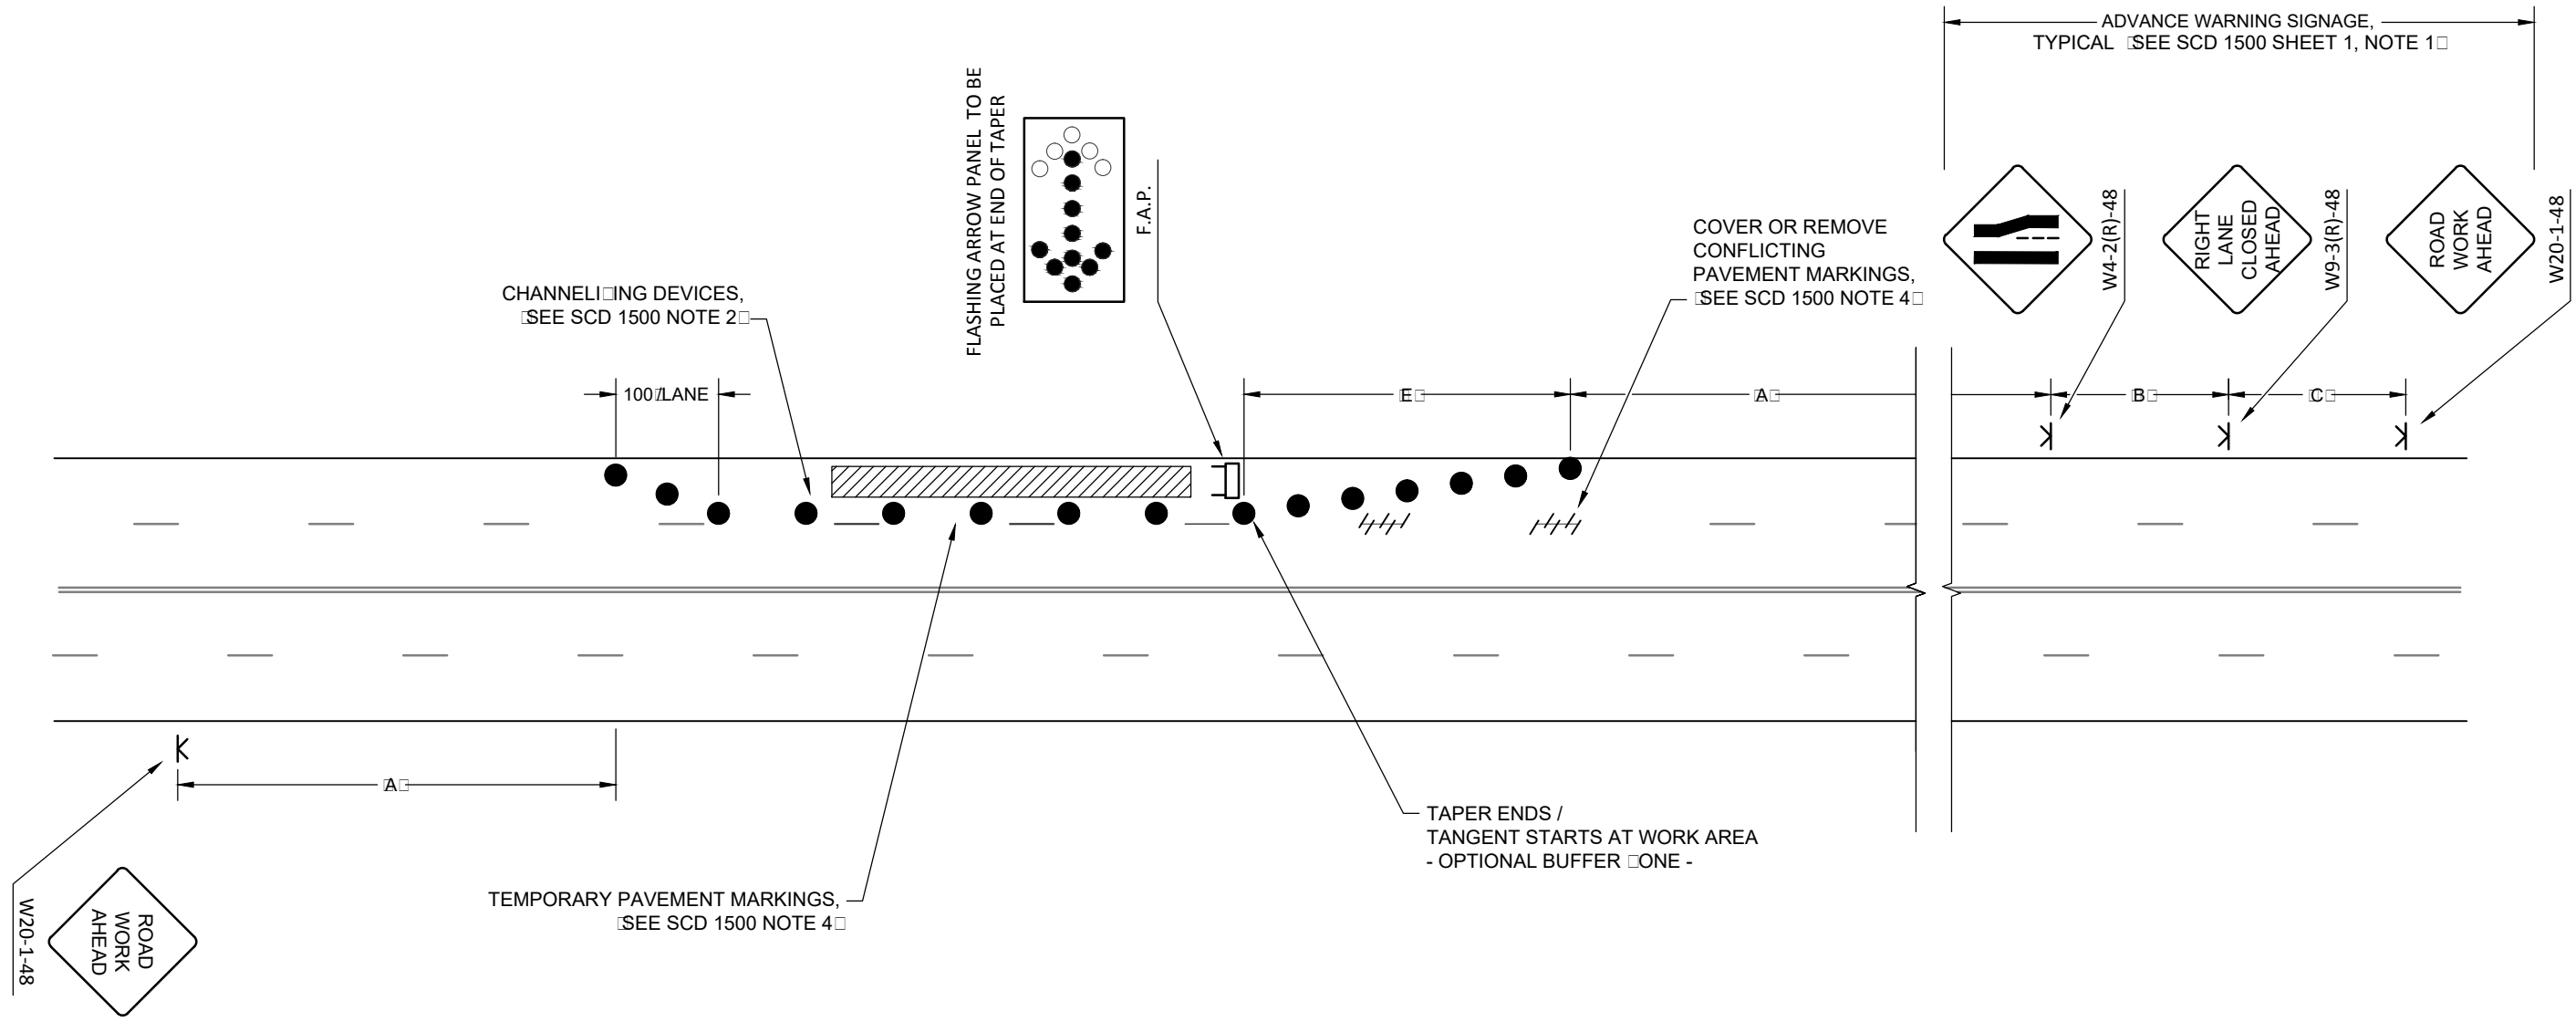 ADVANCE WARNING SIGNAGE,
TYPICAL □SEE SCD 1500 SHEET 1, NOTE 1□
FLASHING ARROW PANEL TO BE
PLACED AT END OF TAPER
F.A.P.
W4-2(R)-48
RIGHT
LANE
CLOSED
AHEAD
W9-3(R)-48
ROAD
WORK
AHEAD
W20-1-48
COVER OR REMOVE
CONFLICTING
PAVEMENT MARKINGS,
□SEE SCD 1500 NOTE 4□
CHANNELI□ING DEVICES,
□SEE SCD 1500 NOTE 2□
100□/LANE
□E□
□A□
□B□
□C□
□A□
TAPER ENDS /
TANGENT STARTS AT WORK AREA
- OPTIONAL BUFFER □ONE -
TEMPORARY PAVEMENT MARKINGS,
□SEE SCD 1500 NOTE 4□
W20-1-48
ROAD
WORK
AHEAD